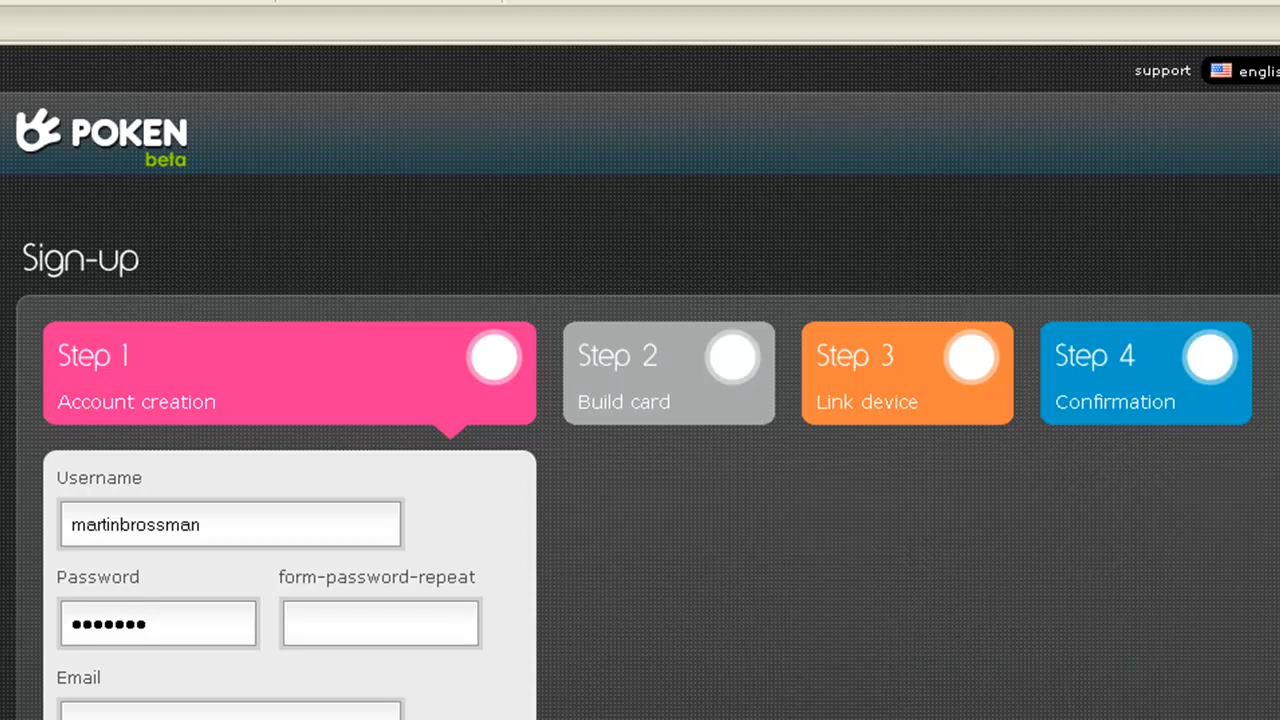 support englis
POKEN
beta
Sign-up
Step 1 Step 2 Step 3 Step 4
Account creation Build card Link device Confirmation
Username
martinbrossman
Password form-password-repeat
•••••••
Email